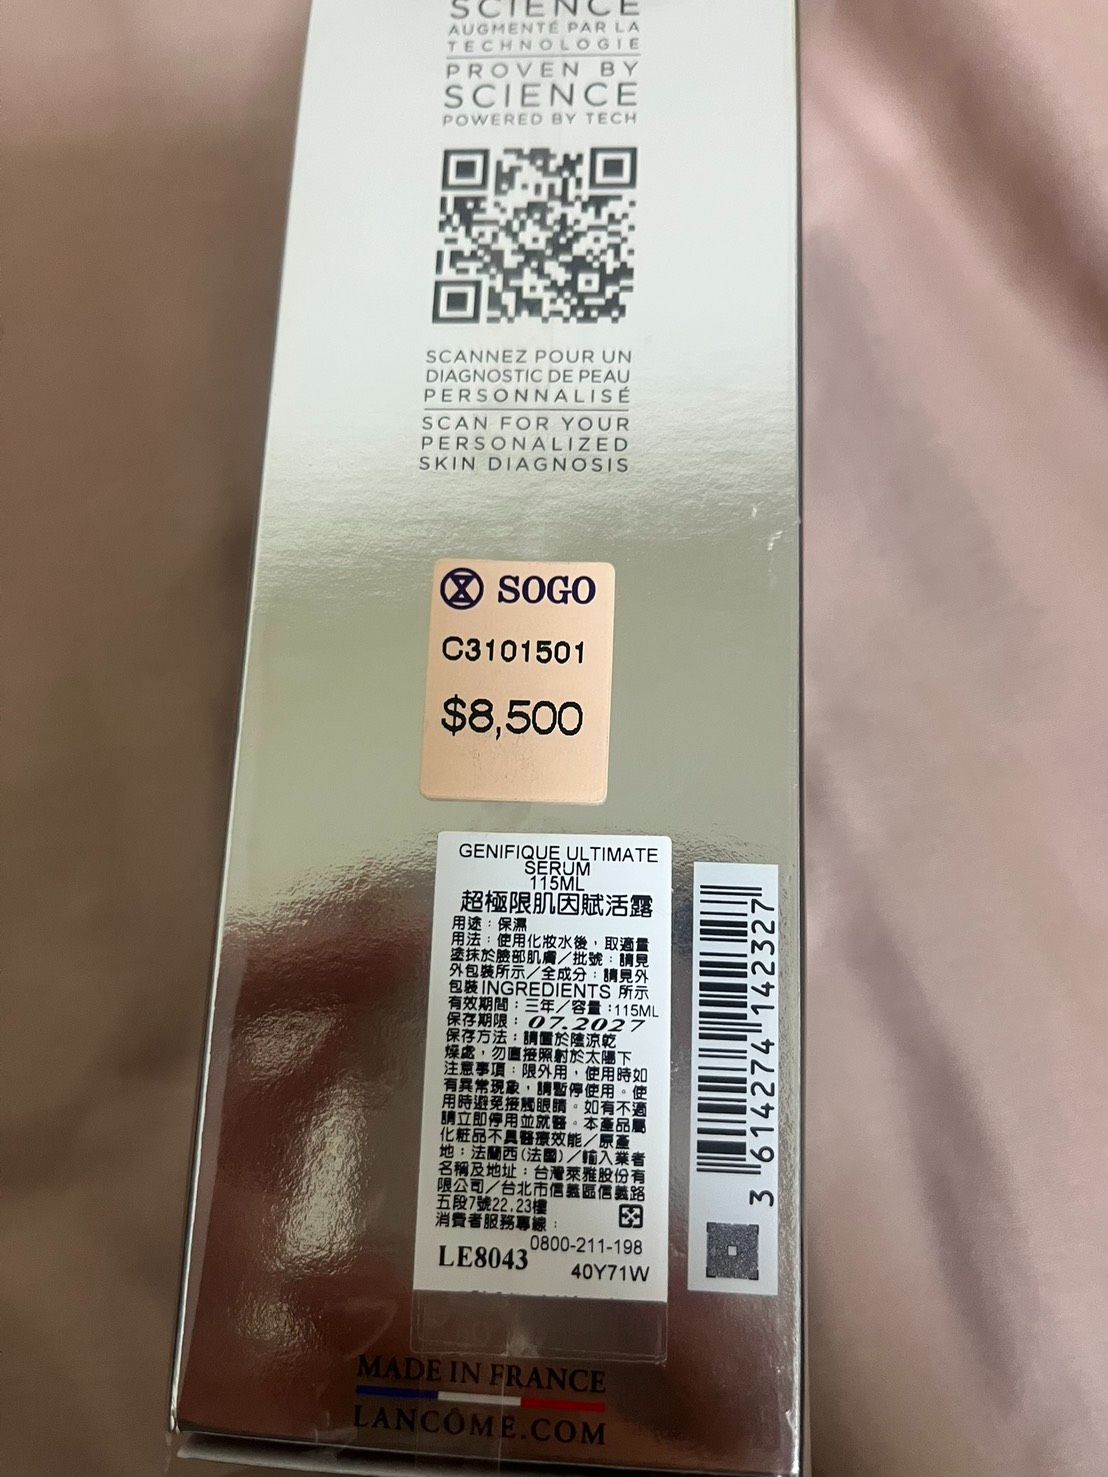 SCIENCE
AUGMENTÉ PAR LA
TECHNOLOGIE
PROVEN BY
SCIENCE
POWERED BY TECH
SCANNEZ POUR UN
DIAGNOSTIC DE PEAU
PERSONNALISÉ
SCAN FOR YOUR
PERSONALIZED
SKIN DIAGNOSIS
SOGO
C3101501
$8,500
GENIFIQUE ULTIMATE
SERUM
115ML
超極限肌因賦活露
用途：保濕
用法：使用化妝水後，取適量
塗抹於臉部肌膚／批號：請見
外包裝所示／全成分：請見外
包裝INGREDIENTS 所示
有效期間：三年／容量：115ML
保存期限：07.2027
保存方法：請置於陰涼乾
燥處，勿直接照射於太陽下
注意事項：限外用，使用時如
有異常現象，請暫停使用。使
用時避免接觸眼睛。如有不適
請立即停用並就醫。本產品屬
化粧品不具醫療效能／原產
地：法蘭西(法國)／輸入業者
名稱及地址：台灣萊雅股份有
限公司／台北市信義區信義路
五段7號22,23樓
消費者服務專線：
0800-211-198
LE8043
40Y71W
3 614274 142327
MADE IN FRANCE
LANCÔME.COM